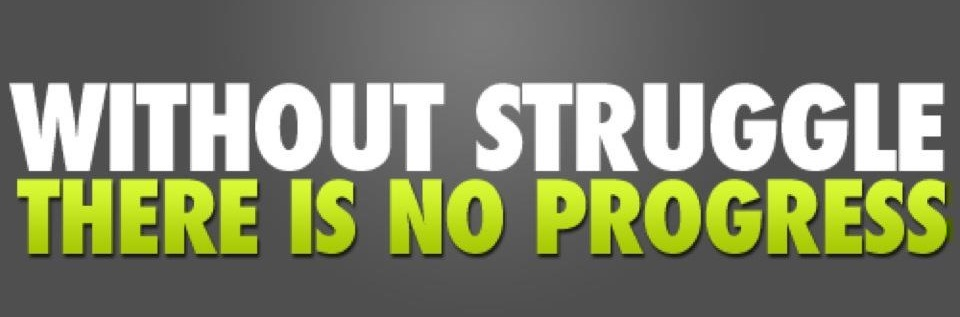 WITHOUT STRUGGLE
THERE IS NO PROGRESS